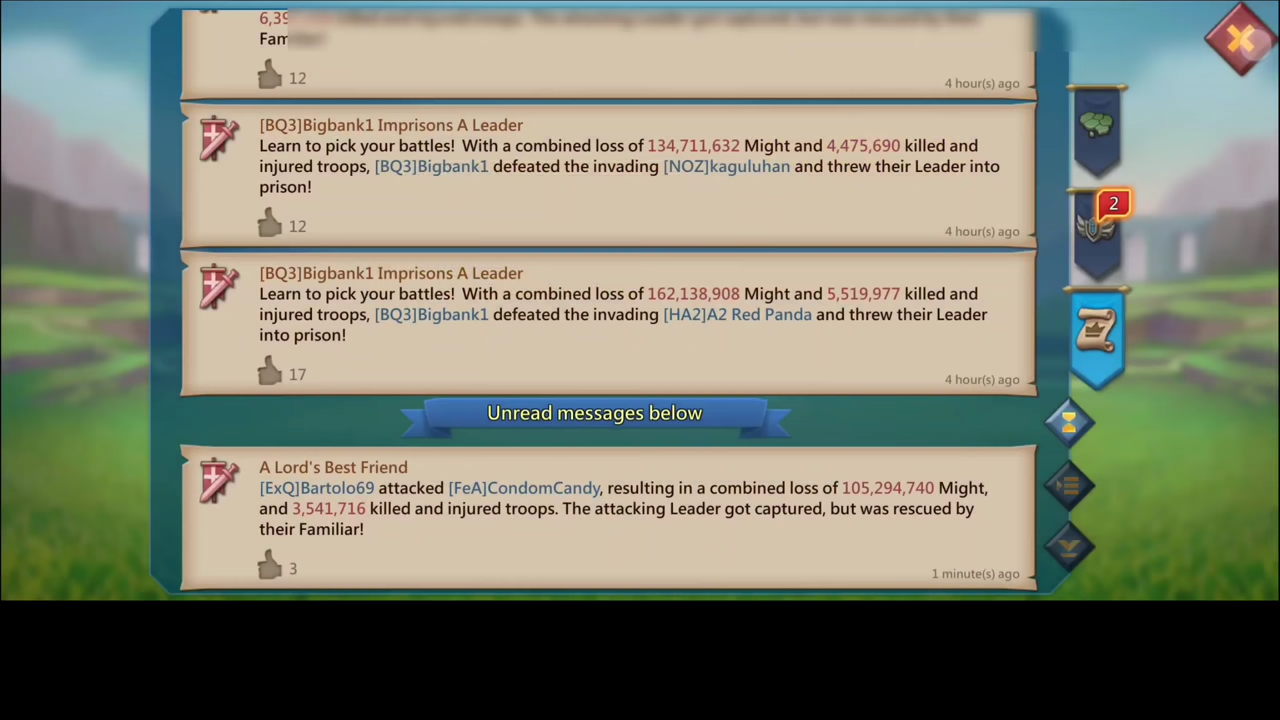 6,39
Fam
12
4 hour(s) ago
[BQ3]Bigbank1 Imprisons A Leader
Learn to pick your battles! With a combined loss of 134,711,632 Might and 4,475,690 killed and
injured troops, [BQ3]Bigbank1 defeated the invading [NOZ]kaguluhan and threw their Leader into
prison!
12
4 hour(s) ago
2
[BQ3]Bigbank1 Imprisons A Leader
Learn to pick your battles! With a combined loss of 162,138,908 Might and 5,519,977 killed and
injured troops, [BQ3]Bigbank1 defeated the invading [HA2]A2 Red Panda and threw their Leader
into prison!
17
4 hour(s) ago
Unread messages below
A Lord's Best Friend
[ExQ]Bartolo69 attacked [FeA]CondomCandy, resulting in a combined loss of 105,294,740 Might,
and 3,541,716 killed and injured troops. The attacking Leader got captured, but was rescued by
their Familiar!
3
1 minute(s) ago